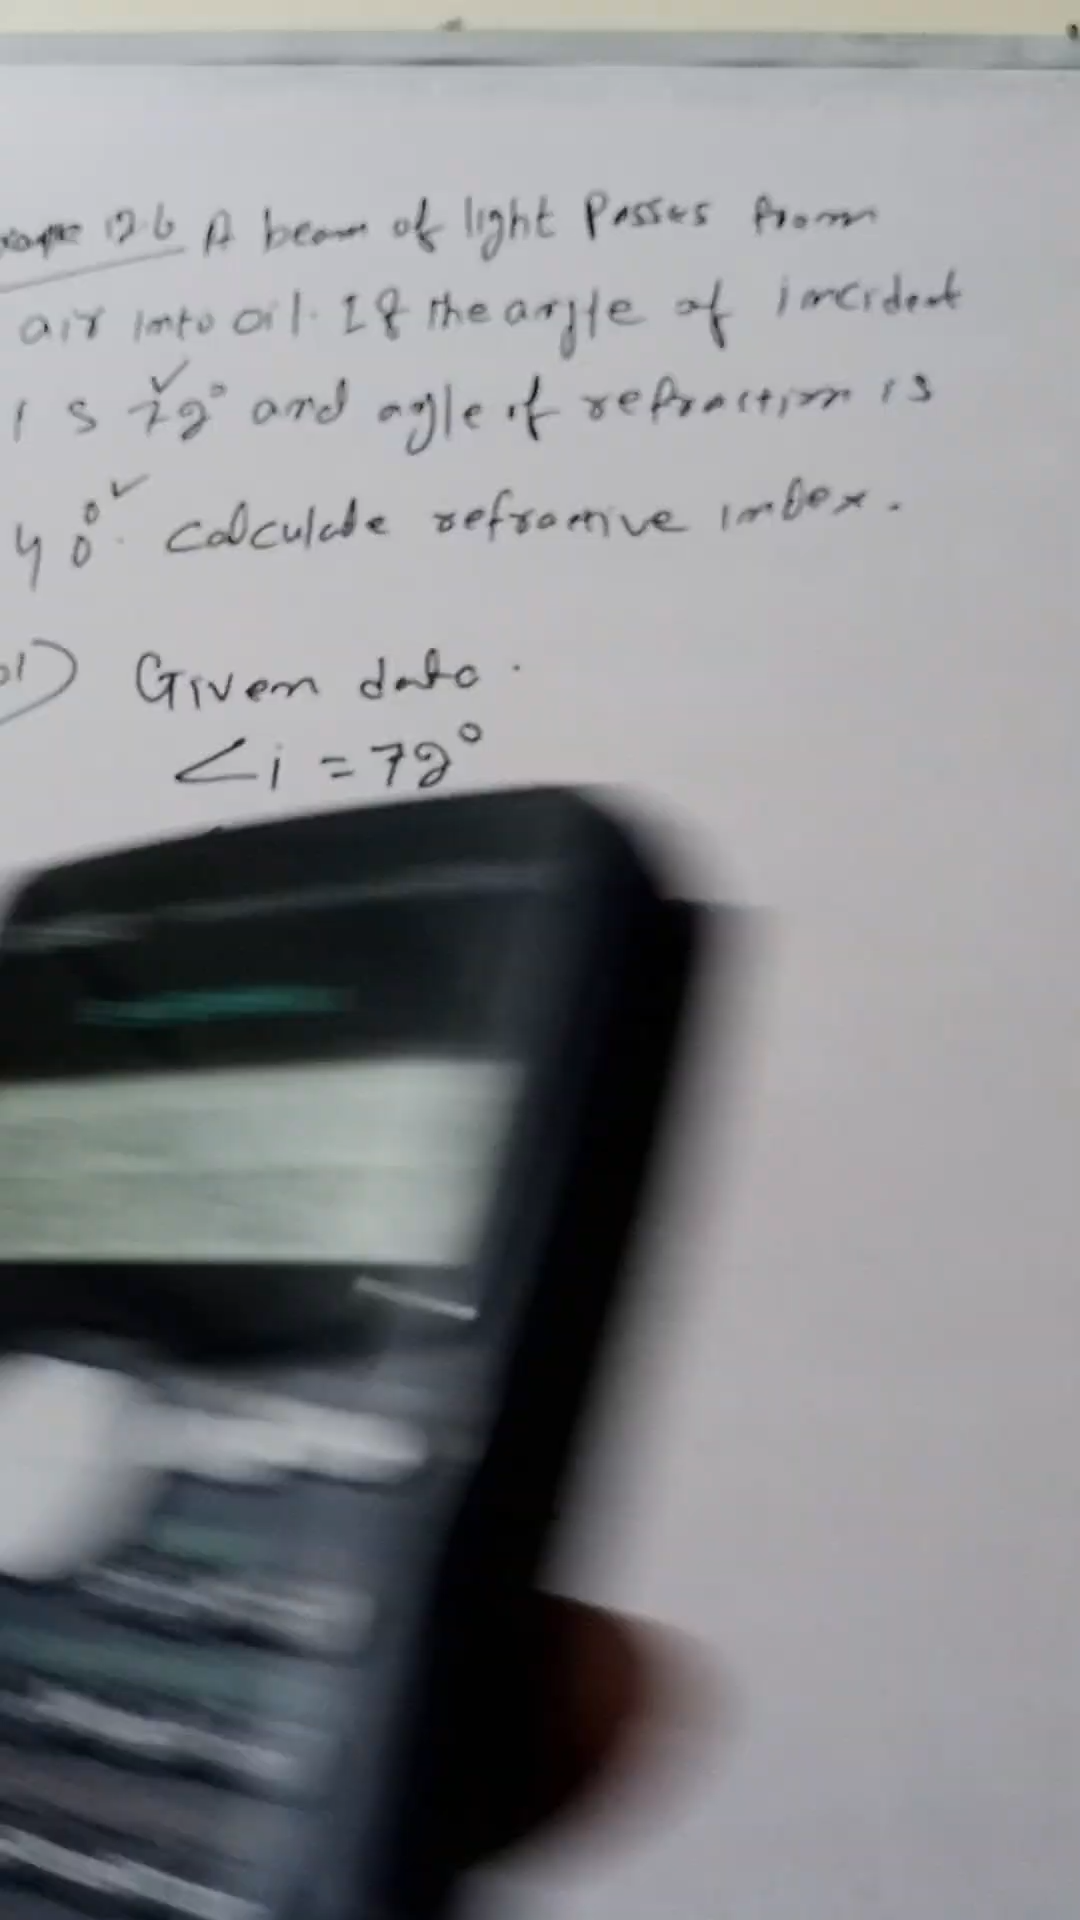 12.6 A beam of light Passes from
air into oil. If the angle of incident
is 72° and agle of refraction is
40°. calculate refractive index.
Given data.
∠i = 72°